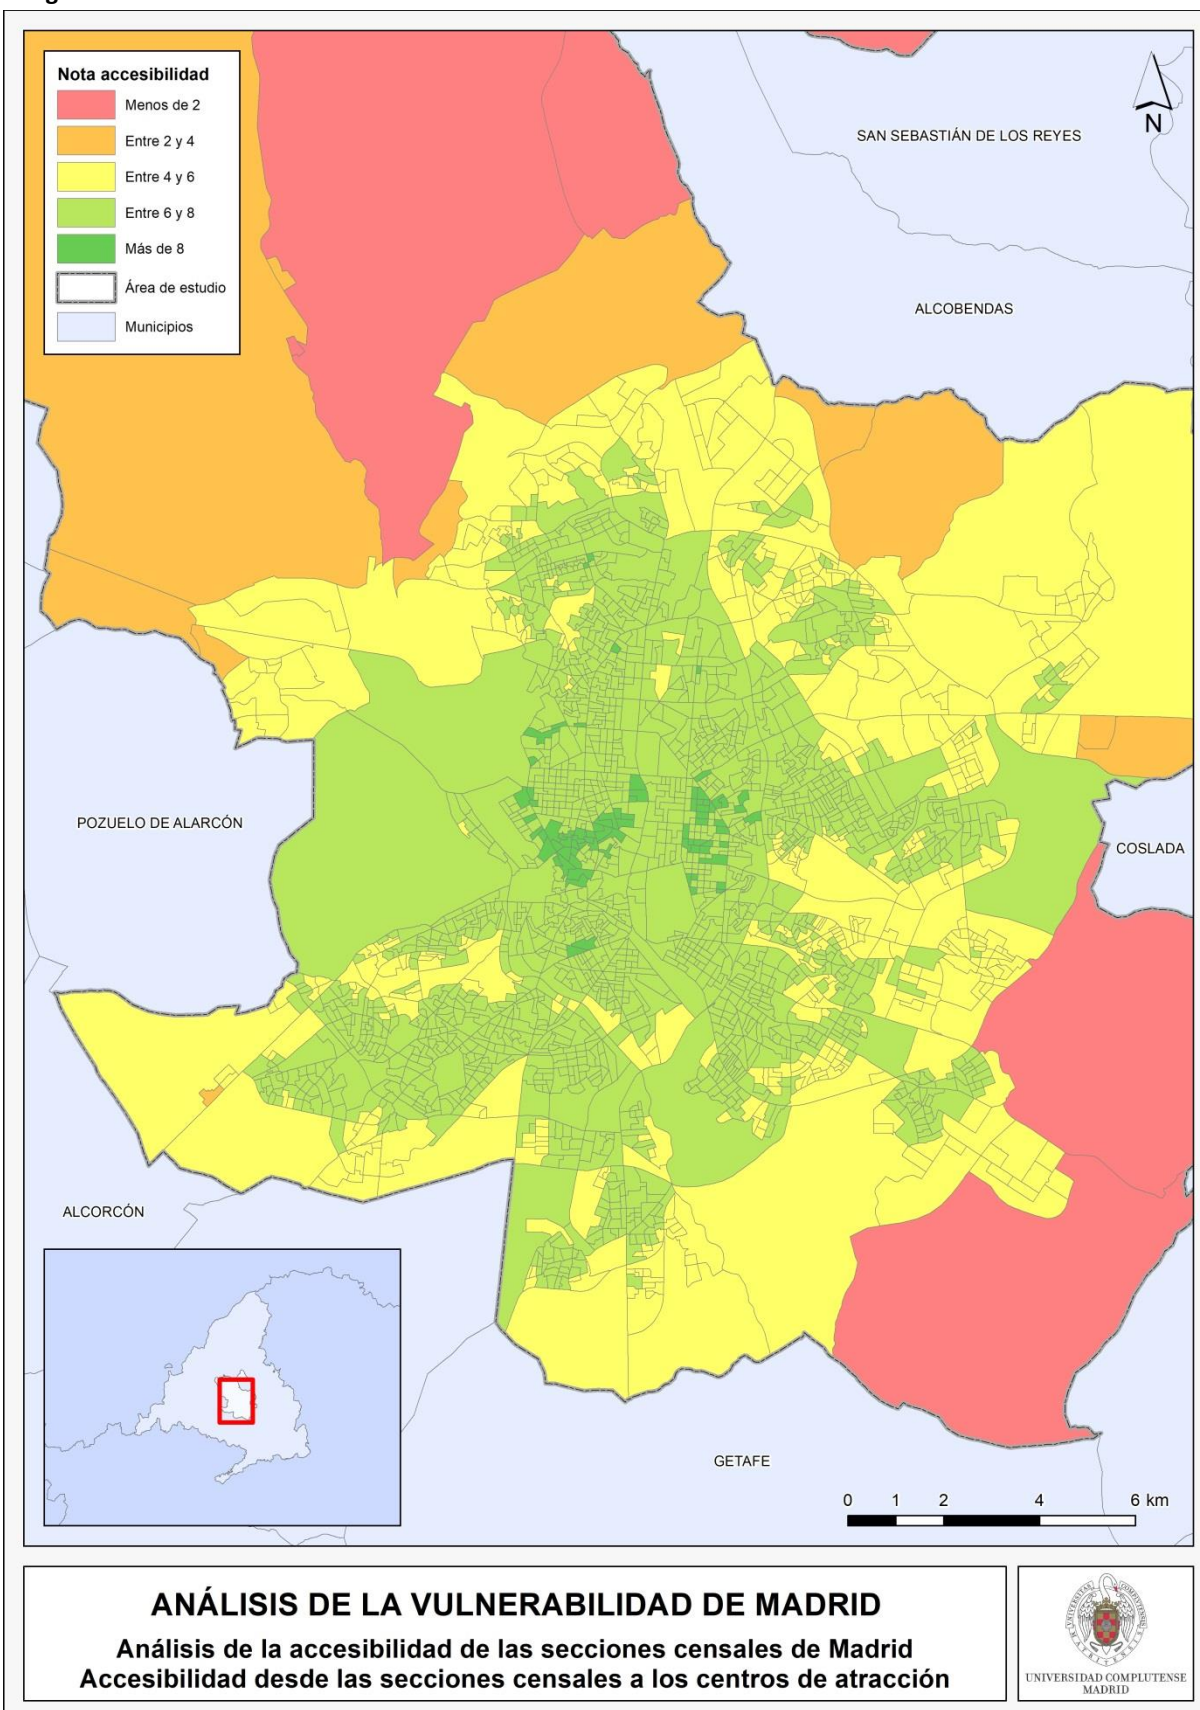 Nota accesibilidad
Menos de 2
Entre 2 y 4
Entre 4 y 6
Entre 6 y 8
Más de 8
Área de estudio
Municipios
N
SAN SEBASTIÁN DE LOS REYES
ALCOBENDAS
POZUELO DE ALARCÓN
COSLADA
ALCORCÓN
GETAFE
0 1 2 4 6 km
ANÁLISIS DE LA VULNERABILIDAD DE MADRID
Análisis de la accesibilidad de las secciones censales de Madrid
Accesibilidad desde las secciones censales a los centros de atracción
UNIVERSIDAD COMPLUTENSE
MADRID